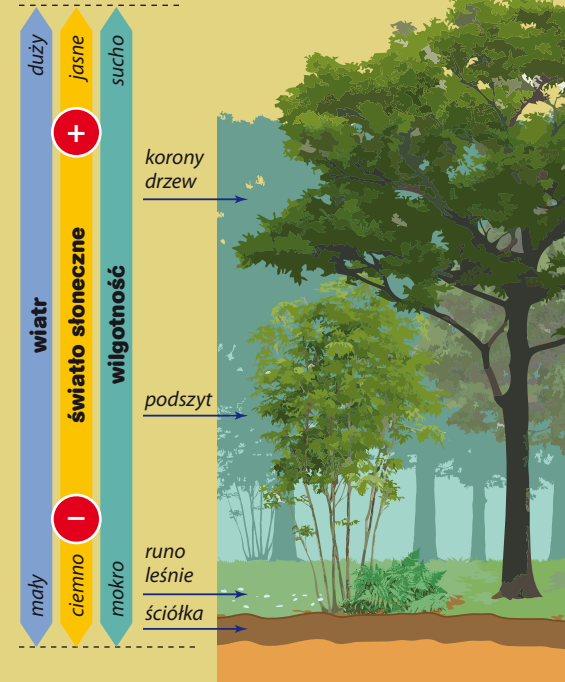 duży
jasne
sucho
+
korony
drzew
wiatr
światło słoneczne
wilgotność
podszyt
−
runo
leśnie
mały
ciemno
mokro
ściółka